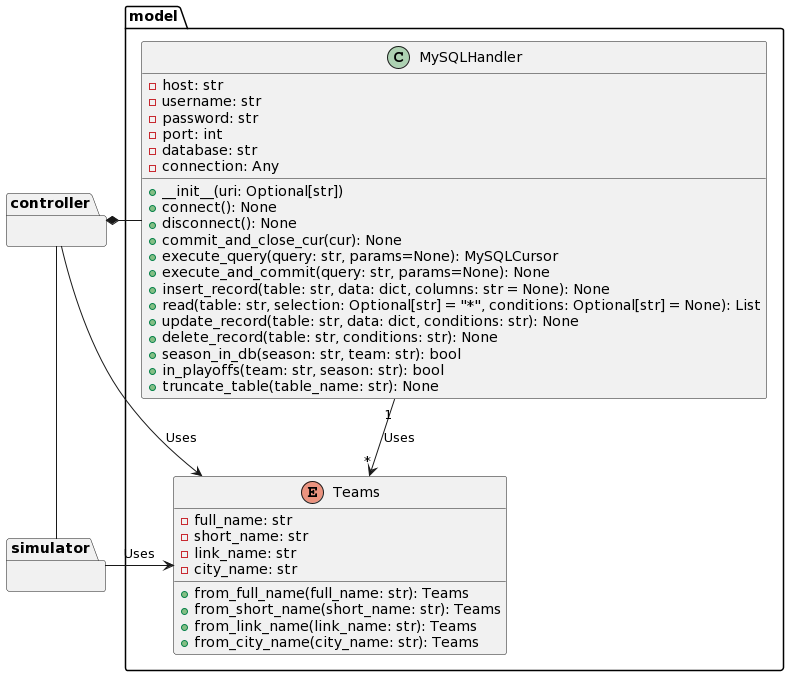 model
C MySQLHandler
host: str
username: str
password: str
port: int
database: str
connection: Any
__init__(uri: Optional[str])
connect(): None
disconnect(): None
commit_and_close_cur(cur): None
execute_query(query: str, params=None): MySQLCursor
execute_and_commit(query: str, params=None): None
insert_record(table: str, data: dict, columns: str = None): None
read(table: str, selection: Optional[str] = "*", conditions: Optional[str] = None): List
update_record(table: str, data: dict, conditions: str): None
delete_record(table: str, conditions: str): None
season_in_db(season: str, team: str): bool
in_playoffs(team: str, season: str): bool
truncate_table(table_name: str): None
controller
1
Uses
Uses
*
E Teams
full_name: str
short_name: str
link_name: str
city_name: str
from_full_name(full_name: str): Teams
from_short_name(short_name: str): Teams
from_link_name(link_name: str): Teams
from_city_name(city_name: str): Teams
simulator
Uses